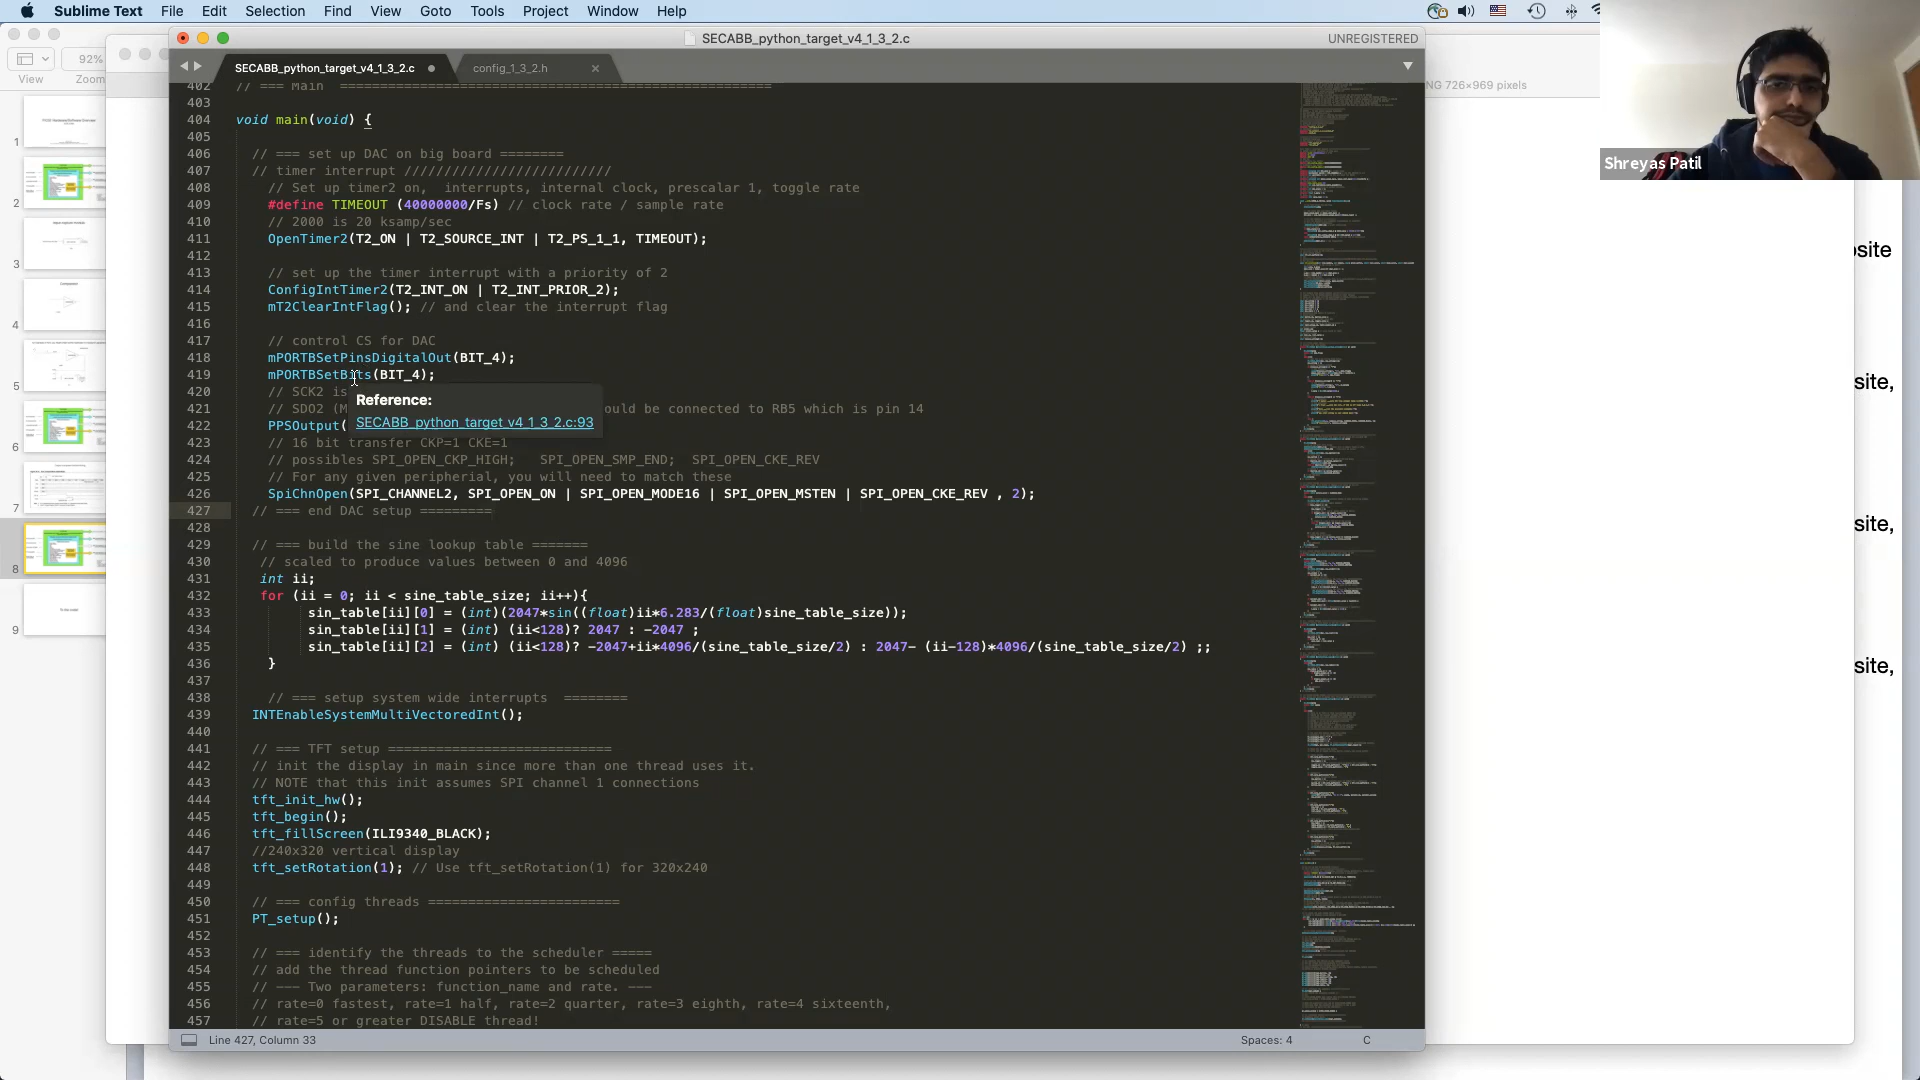 Sublime Text File Edit Selection Find View Goto Tools Project Window Help
SECABB_python_target_v4_1_3_2.c
UNREGISTERED
SECABB_python_target_v4_1_3_2.c
config_1_3_2.h
92%
View
Zoom
NG 726×969 pixels
Shreyas Patil
site,
site,
site,
1
2
3
4
5
6
7
8
9
402 // === Main ======================================================
403
404 void main(void) {
405
406 // === set up DAC on big board ========
407 // timer interrupt //////////////////////////
408 // Set up timer2 on, interrupts, internal clock, prescalar 1, toggle rate
409 #define TIMEOUT (40000000/Fs) // clock rate / sample rate
410 // 2000 is 20 ksamp/sec
411 OpenTimer2(T2_ON | T2_SOURCE_INT | T2_PS_1_1, TIMEOUT);
412
413 // set up the timer interrupt with a priority of 2
414 ConfigIntTimer2(T2_INT_ON | T2_INT_PRIOR_2);
415 mT2ClearIntFlag(); // and clear the interrupt flag
416
417 // control CS for DAC
418 mPORTBSetPinsDigitalOut(BIT_4);
419 mPORTBSetBits(BIT_4);
420 // SCK2 is
Reference:
421 // SDO2 (M ould be connected to RB5 which is pin 14
422 PPSOutput(
SECABB_python_target_v4_1_3_2.c:93
423 // 16 bit transfer CKP=1 CKE=1
424 // possibles SPI_OPEN_CKP_HIGH; SPI_OPEN_SMP_END; SPI_OPEN_CKE_REV
425 // For any given peripherial, you will need to match these
426 SpiChnOpen(SPI_CHANNEL2, SPI_OPEN_ON | SPI_OPEN_MODE16 | SPI_OPEN_MSTEN | SPI_OPEN_CKE_REV , 2);
427 // === end DAC setup =========
428
429 // === build the sine lookup table =======
430 // scaled to produce values between 0 and 4096
431 int ii;
432 for (ii = 0; ii < sine_table_size; ii++){
433 sin_table[ii][0] = (int)(2047*sin((float)ii*6.283/(float)sine_table_size));
434 sin_table[ii][1] = (int) (ii<128)? 2047 : -2047 ;
435 sin_table[ii][2] = (int) (ii<128)? -2047+ii*4096/(sine_table_size/2) : 2047- (ii-128)*4096/(sine_table_size/2) ;;
436 }
437
438 // === setup system wide interrupts ========
439 INTEnableSystemMultiVectoredInt();
440
441 // === TFT setup ============================
442 // init the display in main since more than one thread uses it.
443 // NOTE that this init assumes SPI channel 1 connections
444 tft_init_hw();
445 tft_begin();
446 tft_fillScreen(ILI9340_BLACK);
447 //240x320 vertical display
448 tft_setRotation(1); // Use tft_setRotation(1) for 320x240
449
450 // === config threads ========================
451 PT_setup();
452
453 // === identify the threads to the scheduler =====
454 // add the thread function pointers to be scheduled
455 // --- Two parameters: function_name and rate. ---
456 // rate=0 fastest, rate=1 half, rate=2 quarter, rate=3 eighth, rate=4 sixteenth,
457 // rate=5 or greater DISABLE thread!
Line 427, Column 33
Spaces: 4
C